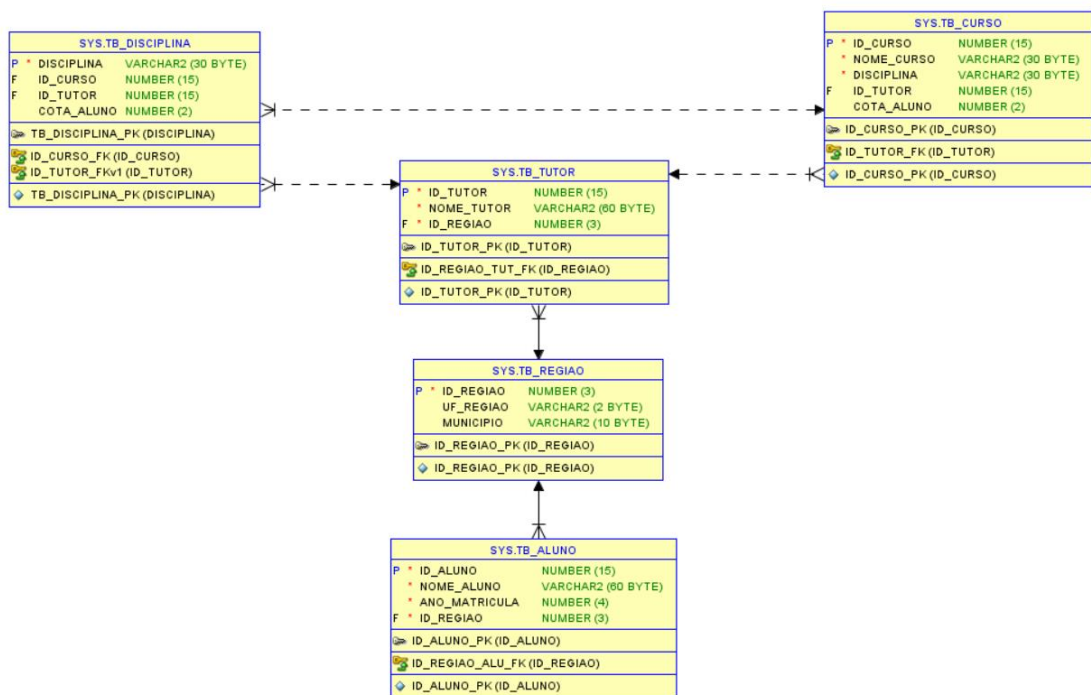 SYS.TB_DISCIPLINA
P * DISCIPLINA VARCHAR2 (30 BYTE)
F ID_CURSO NUMBER (15)
F ID_TUTOR NUMBER (15)
COTA_ALUNO NUMBER (2)
TB_DISCIPLINA_PK (DISCIPLINA)
ID_CURSO_FK (ID_CURSO)
ID_TUTOR_FKv1 (ID_TUTOR)
TB_DISCIPLINA_PK (DISCIPLINA)
SYS.TB_CURSO
P * ID_CURSO NUMBER (15)
* NOME_CURSO VARCHAR2 (30 BYTE)
* DISCIPLINA VARCHAR2 (30 BYTE)
F ID_TUTOR NUMBER (15)
COTA_ALUNO NUMBER (2)
ID_CURSO_PK (ID_CURSO)
ID_TUTOR_FK (ID_TUTOR)
ID_CURSO_PK (ID_CURSO)
SYS.TB_TUTOR
P * ID_TUTOR NUMBER (15)
* NOME_TUTOR VARCHAR2 (60 BYTE)
F * ID_REGIAO NUMBER (3)
ID_TUTOR_PK (ID_TUTOR)
ID_REGIAO_TUT_FK (ID_REGIAO)
ID_TUTOR_PK (ID_TUTOR)
SYS.TB_REGIAO
P * ID_REGIAO NUMBER (3)
UF_REGIAO VARCHAR2 (2 BYTE)
MUNICIPIO VARCHAR2 (10 BYTE)
ID_REGIAO_PK (ID_REGIAO)
ID_REGIAO_PK (ID_REGIAO)
SYS.TB_ALUNO
P * ID_ALUNO NUMBER (15)
* NOME_ALUNO VARCHAR2 (60 BYTE)
* ANO_MATRICULA NUMBER (4)
F * ID_REGIAO NUMBER (3)
ID_ALUNO_PK (ID_ALUNO)
ID_REGIAO_ALU_FK (ID_REGIAO)
ID_ALUNO_PK (ID_ALUNO)